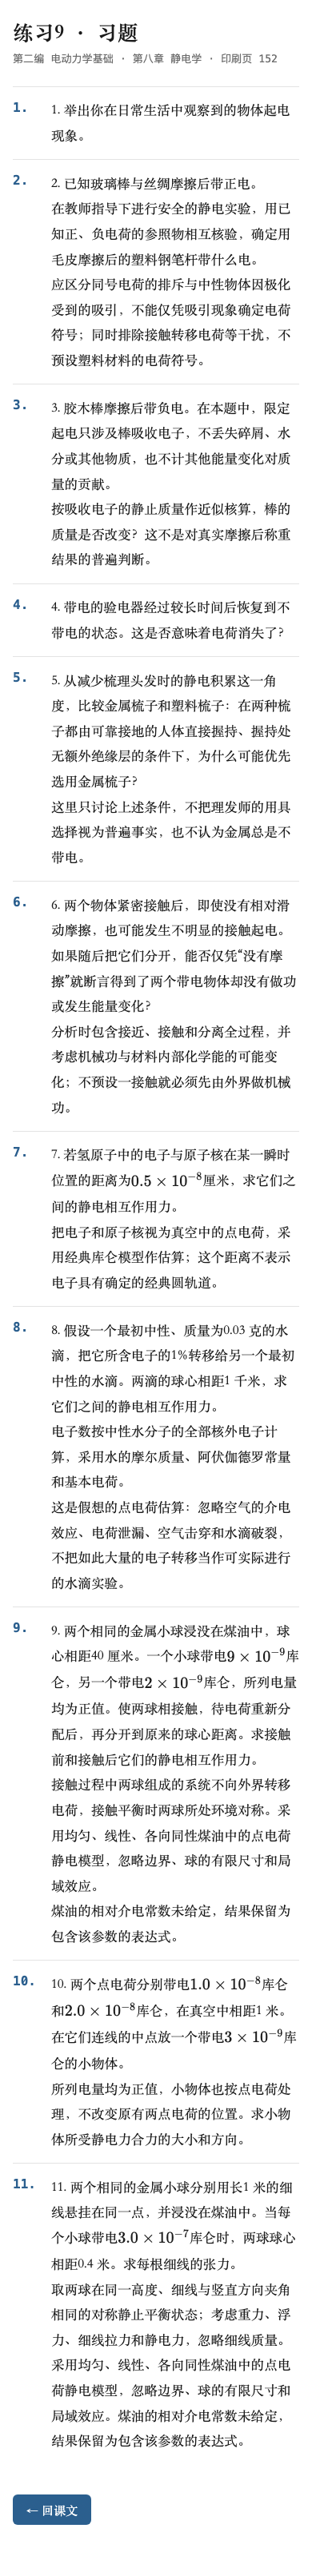 练习9 · 习题
第二编 电动力学基础 · 第八章 静电学 · 印刷页 152
1. 1. 举出你在日常生活中观察到的物体起电
现象。
2. 2. 已知玻璃棒与丝绸摩擦后带正电。
在教师指导下进行安全的静电实验，用已
知正、负电荷的参照物相互核验，确定用
毛皮摩擦后的塑料钢笔杆带什么电。
应区分同号电荷的排斥与中性物体因极化
受到的吸引，不能仅凭吸引现象确定电荷
符号；同时排除接触转移电荷等干扰，不
预设塑料材料的电荷符号。
3. 3. 胶木棒摩擦后带负电。在本题中，限定
起电只涉及棒吸收电子，不丢失碎屑、水
分或其他物质，也不计其他能量变化对质
量的贡献。
按吸收电子的静止质量作近似核算，棒的
质量是否改变？这不是对真实摩擦后称重
结果的普遍判断。
4. 4. 带电的验电器经过较长时间后恢复到不
带电的状态。这是否意味着电荷消失了？
5. 5. 从减少梳理头发时的静电积累这一角
度，比较金属梳子和塑料梳子：在两种梳
子都由可靠接地的人体直接握持、握持处
无额外绝缘层的条件下，为什么可能优先
选用金属梳子？
这里只讨论上述条件，不把理发师的用具
选择视为普遍事实，也不认为金属总是不
带电。
6. 6. 两个物体紧密接触后，即使没有相对滑
动摩擦，也可能发生不明显的接触起电。
如果随后把它们分开，能否仅凭“没有摩
擦”就断言得到了两个带电物体却没有做功
或发生能量变化？
分析时包含接近、接触和分离全过程，并
考虑机械功与材料内部化学能的可能变
化；不预设一接触就必须先由外界做机械
功。
7. 7. 若氢原子中的电子与原子核在某一瞬时
位置的距离为0.5 × 10⁻⁸厘米，求它们之
间的静电相互作用力。
把电子和原子核视为真空中的点电荷，采
用经典库仑模型作估算；这个距离不表示
电子具有确定的经典圆轨道。
8. 8. 假设一个最初中性、质量为0.03 克的水
滴，把它所含电子的1%转移给另一个最初
中性的水滴。两滴的球心相距1 千米，求
它们之间的静电相互作用力。
电子数按中性水分子的全部核外电子计
算，采用水的摩尔质量、阿伏伽德罗常量
和基本电荷。
这是假想的点电荷估算：忽略空气的介电
效应、电荷泄漏、空气击穿和水滴破裂，
不把如此大量的电子转移当作可实际进行
的水滴实验。
9. 9. 两个相同的金属小球浸没在煤油中，球
心相距40 厘米。一个小球带电9 × 10⁻⁹库
仑，另一个带电2 × 10⁻⁹库仑，所列电量
均为正值。使两球相接触，待电荷重新分
配后，再分开到原来的球心距离。求接触
前和接触后它们的静电相互作用力。
接触过程中两球组成的系统不向外界转移
电荷，接触平衡时两球所处环境对称。采
用均匀、线性、各向同性煤油中的点电荷
静电模型，忽略边界、球的有限尺寸和局
域效应。
煤油的相对介电常数未给定，结果保留为
包含该参数的表达式。
10. 10. 两个点电荷分别带电1.0 × 10⁻⁸库仑
和2.0 × 10⁻⁸库仑，在真空中相距1 米。
在它们连线的中点放一个带电3 × 10⁻⁹库
仑的小物体。
所列电量均为正值，小物体也按点电荷处
理，不改变原有两点电荷的位置。求小物
体所受静电力合力的大小和方向。
11. 11. 两个相同的金属小球分别用长1 米的细
线悬挂在同一点，并浸没在煤油中。当每
个小球带电3.0 × 10⁻⁷库仑时，两球球心
相距0.4 米。求每根细线的张力。
取两球在同一高度、细线与竖直方向夹角
相同的对称静止平衡状态；考虑重力、浮
力、细线拉力和静电力，忽略细线质量。
采用均匀、线性、各向同性煤油中的点电
荷静电模型，忽略边界、球的有限尺寸和
局域效应。煤油的相对介电常数未给定，
结果保留为包含该参数的表达式。
← 回课文